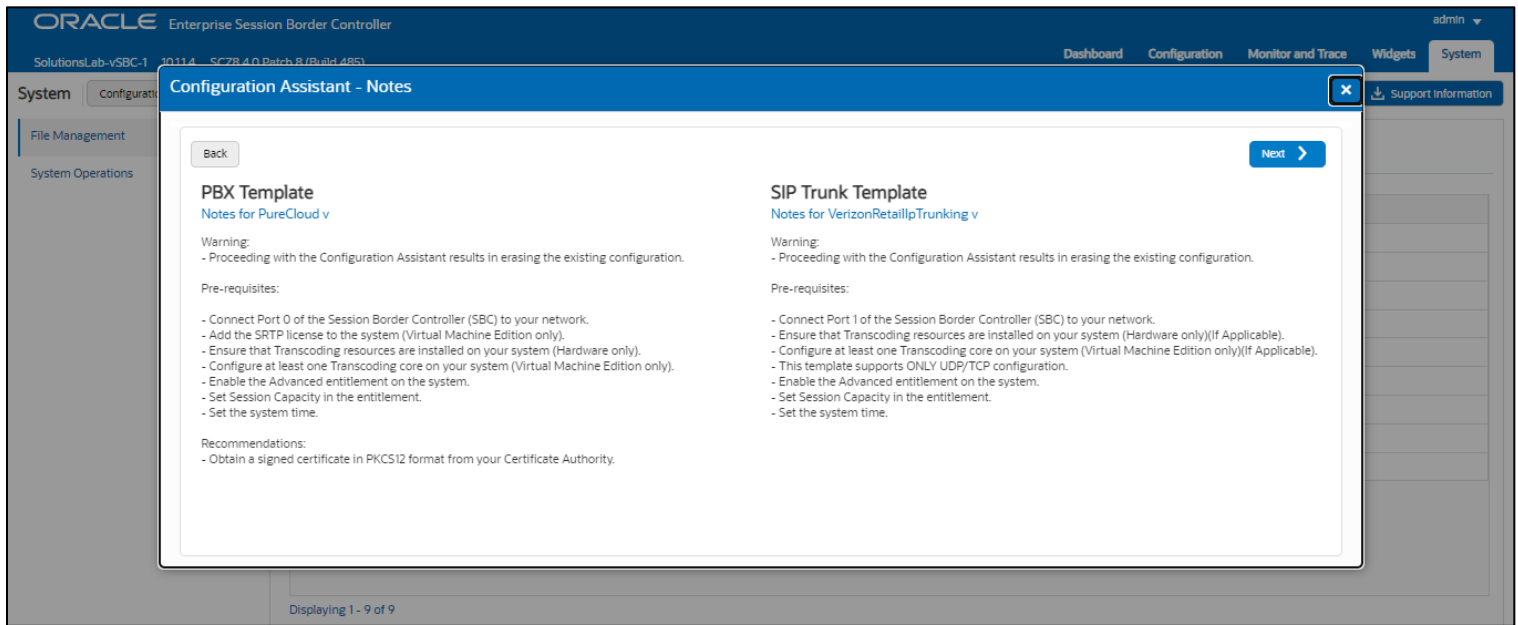 ORACLE Enterprise Session Border Controller
admin
SolutionsLab-vSBC-1 10.1.1.4 SCZ8.4.0 Patch 8 (Build 485)
Dashboard Configuration Monitor and Trace Widgets System
System
Support Information
File Management
System Operations
Configuration Assistant - Notes
Back
Next
PBX Template
Notes for PureCloud v
Warning:
- Proceeding with the Configuration Assistant results in erasing the existing configuration.
Pre-requisites:
- Connect Port 0 of the Session Border Controller (SBC) to your network.
- Add the SRTP license to the system (Virtual Machine Edition only).
- Ensure that Transcoding resources are installed on your system (Hardware only).
- Configure at least one Transcoding core on your system (Virtual Machine Edition only).
- Enable the Advanced entitlement on the system.
- Set Session Capacity in the entitlement.
- Set the system time.
Recommendations:
- Obtain a signed certificate in PKCS12 format from your Certificate Authority.
SIP Trunk Template
Notes for VerizonRetailIpTrunking v
Warning:
- Proceeding with the Configuration Assistant results in erasing the existing configuration.
Pre-requisites:
- Connect Port 1 of the Session Border Controller (SBC) to your network.
- Ensure that Transcoding resources are installed on your system (Hardware only)(If Applicable).
- Configure at least one Transcoding core on your system (Virtual Machine Edition only)(If Applicable).
- This template supports ONLY UDP/TCP configuration.
- Enable the Advanced entitlement on the system.
- Set Session Capacity in the entitlement.
- Set the system time.
Displaying 1 - 9 of 9